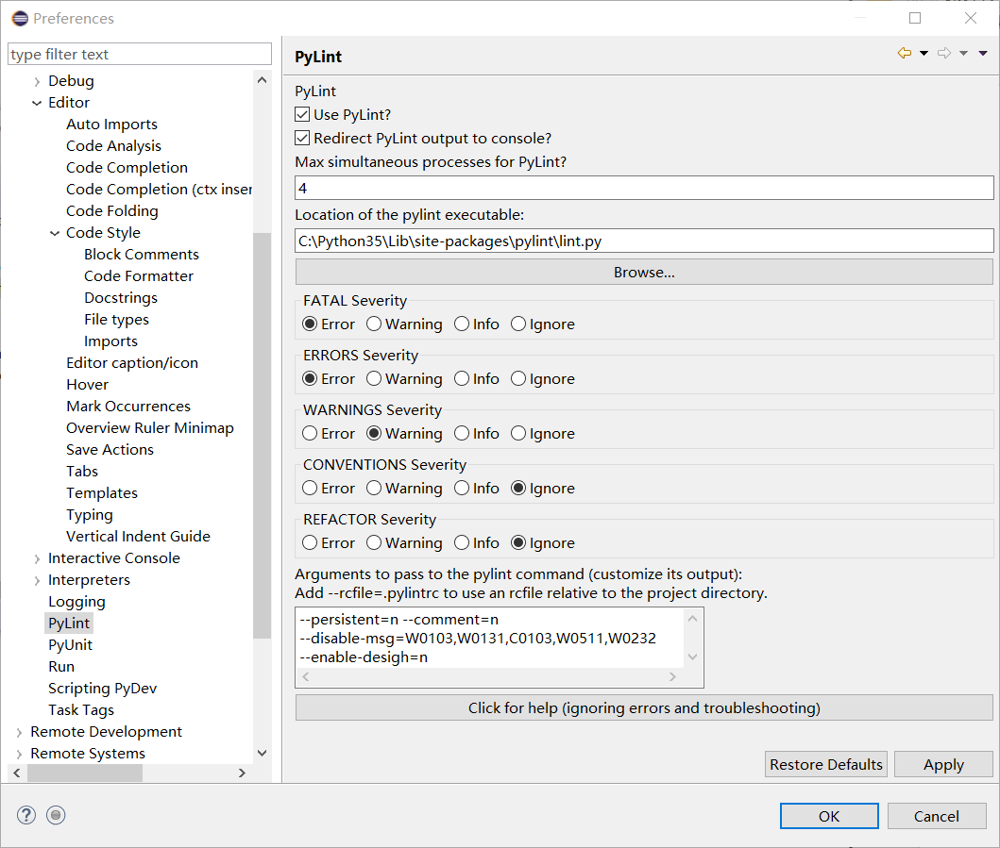 Preferences
type filter text
Debug
Editor
Auto Imports
Code Analysis
Code Completion
Code Completion (ctx inser
Code Folding
Code Style
Block Comments
Code Formatter
Docstrings
File types
Imports
Editor caption/icon
Hover
Mark Occurrences
Overview Ruler Minimap
Save Actions
Tabs
Templates
Typing
Vertical Indent Guide
Interactive Console
Interpreters
Logging
PyLint
PyUnit
Run
Scripting PyDev
Task Tags
Remote Development
Remote Systems
PyLint
PyLint
Use PyLint?
Redirect PyLint output to console?
Max simultaneous processes for PyLint?
4
Location of the pylint executable:
C:\Python35\Lib\site-packages\pylint\lint.py
Browse...
FATAL Severity
Error Warning Info Ignore
ERRORS Severity
Error Warning Info Ignore
WARNINGS Severity
Error Warning Info Ignore
CONVENTIONS Severity
Error Warning Info Ignore
REFACTOR Severity
Error Warning Info Ignore
Arguments to pass to the pylint command (customize its output):
Add --rcfile=.pylintrc to use an rcfile relative to the project directory.
--persistent=n --comment=n
--disable-msg=W0103,W0131,C0103,W0511,W0232
--enable-desigh=n
Click for help (ignoring errors and troubleshooting)
Restore Defaults Apply
OK Cancel